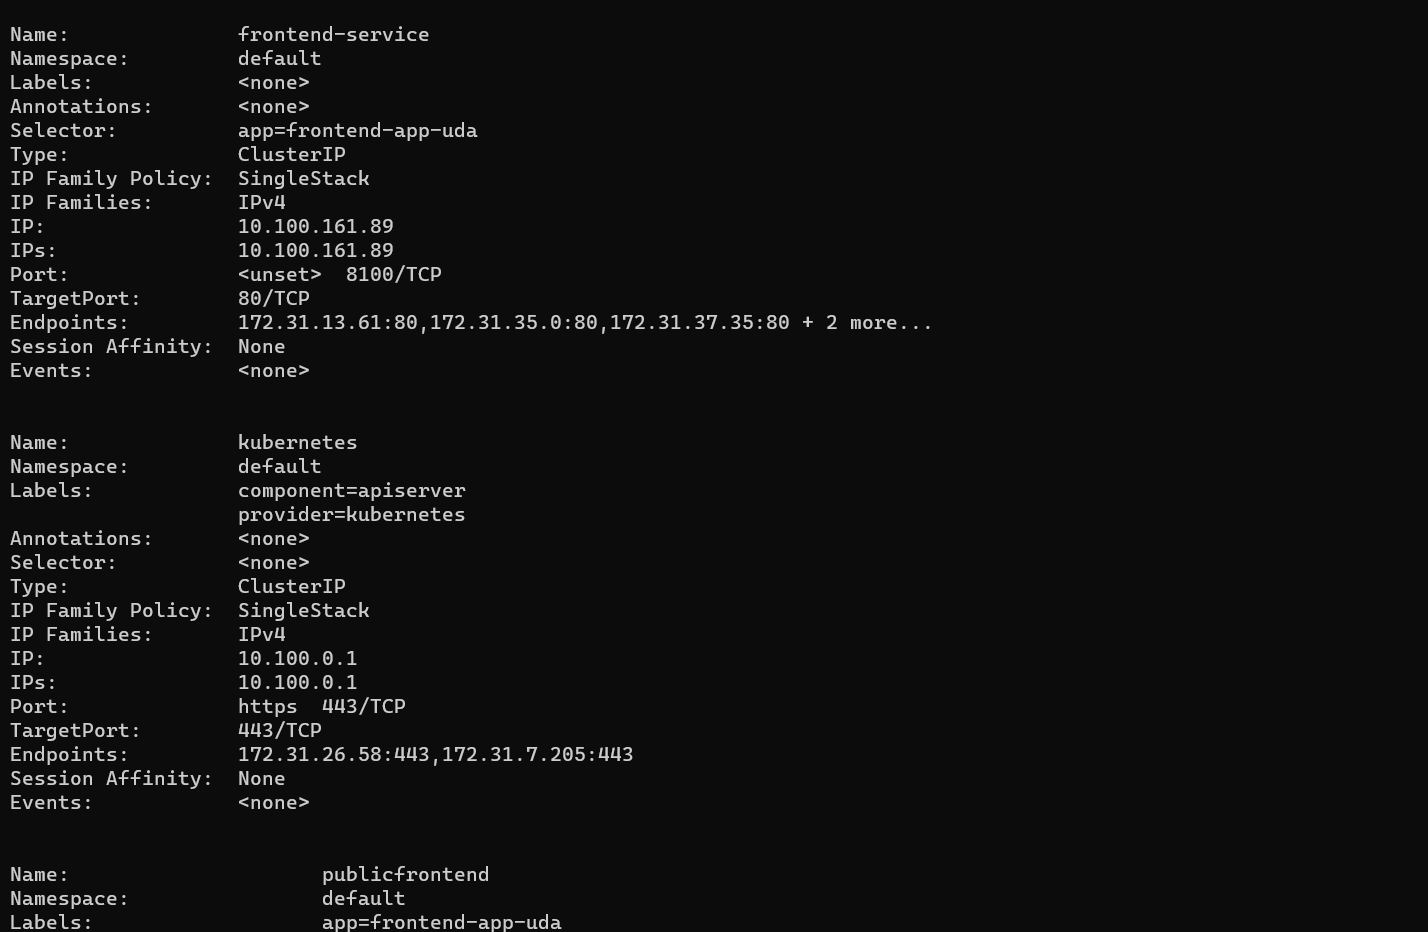 Name:              frontend-service
Namespace:         default
Labels:            <none>
Annotations:       <none>
Selector:          app=frontend-app-uda
Type:              ClusterIP
IP Family Policy:  SingleStack
IP Families:       IPv4
IP:                10.100.161.89
IPs:               10.100.161.89
Port:              <unset>  8100/TCP
TargetPort:        80/TCP
Endpoints:         172.31.13.61:80,172.31.35.0:80,172.31.37.35:80 + 2 more...
Session Affinity:  None
Events:            <none>


Name:              kubernetes
Namespace:         default
Labels:            component=apiserver
                   provider=kubernetes
Annotations:       <none>
Selector:          <none>
Type:              ClusterIP
IP Family Policy:  SingleStack
IP Families:       IPv4
IP:                10.100.0.1
IPs:               10.100.0.1
Port:              https  443/TCP
TargetPort:        443/TCP
Endpoints:         172.31.26.58:443,172.31.7.205:443
Session Affinity:  None
Events:            <none>


Name:                     publicfrontend
Namespace:                default
Labels:                   app=frontend-app-uda